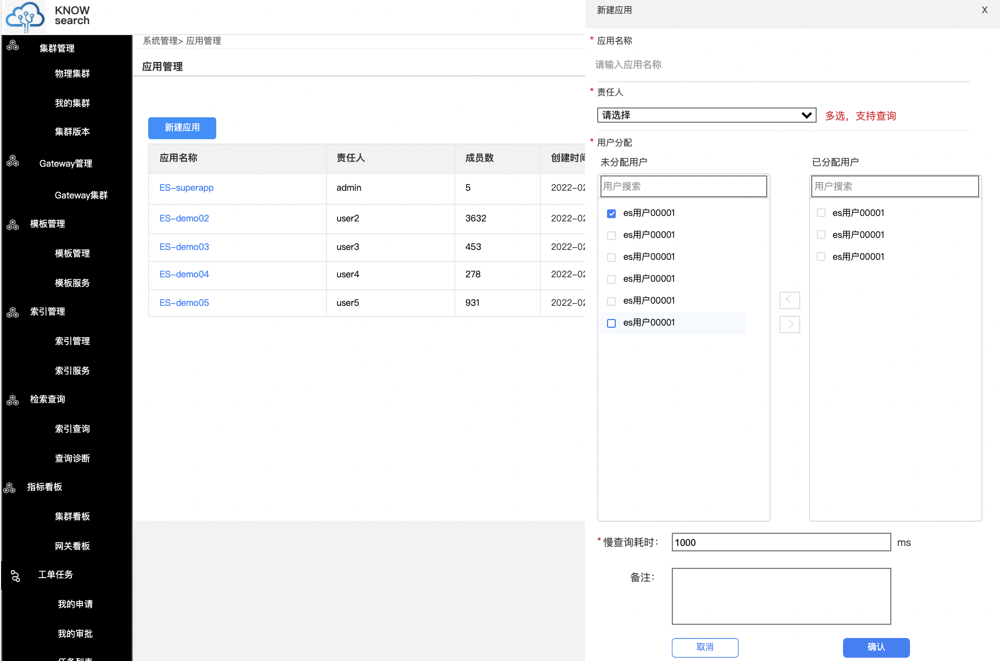 KNOW
search
集群管理
物理集群
我的集群
集群版本
Gateway管理
Gateway集群
模板管理
模板管理
模板服务
索引管理
索引管理
索引服务
检索查询
索引查询
查询诊断
指标看板
集群看板
网关看板
工单任务
我的申请
我的审批
任务列表
系统管理> 应用管理
应用管理
新建应用
应用名称 责任人 成员数 创建时间
ES-superapp admin 5 2022-02
ES-demo02 user2 3632 2022-02
ES-demo03 user3 453 2022-02
ES-demo04 user4 278 2022-02
ES-demo05 user5 931 2022-02
新建应用 X
* 应用名称
请输入应用名称
* 责任人
请选择 多选，支持查询
* 用户分配
未分配用户
用户搜索
es用户00001
es用户00001
es用户00001
es用户00001
es用户00001
es用户00001
已分配用户
用户搜索
es用户00001
es用户00001
es用户00001
* 慢查询耗时： 1000 ms
备注：
取消 确认